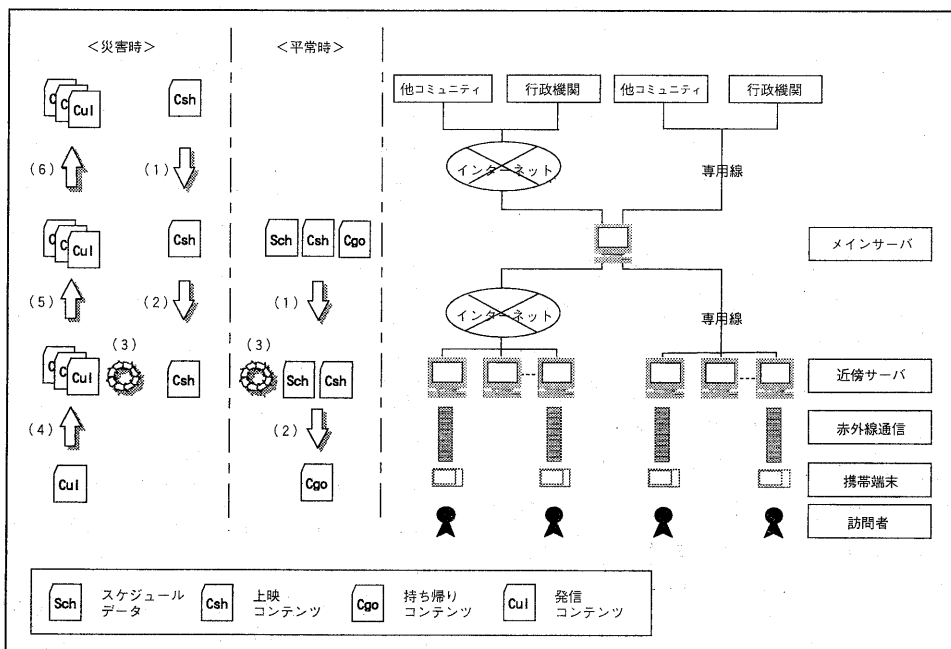 <災害時>
<平常時>
他コミュニティ
行政機関
他コミュニティ
行政機関
C
C
Cul
Csh
(6)
(1)
インターネット
専用線
C
C
Cul
Csh
Sch
Csh
Cgo
メインサーバ
(5)
(2)
(1)
インターネット
専用線
C
C
Cul
(3)
Csh
(3)
Sch
Csh
近傍サーバ
(4)
(2)
赤外線通信
Cul
Cgo
携帯端末
訪問者
Sch
スケジュール
データ
Csh
上映
コンテンツ
Cgo
持ち帰り
コンテンツ
Cul
発信
コンテンツ